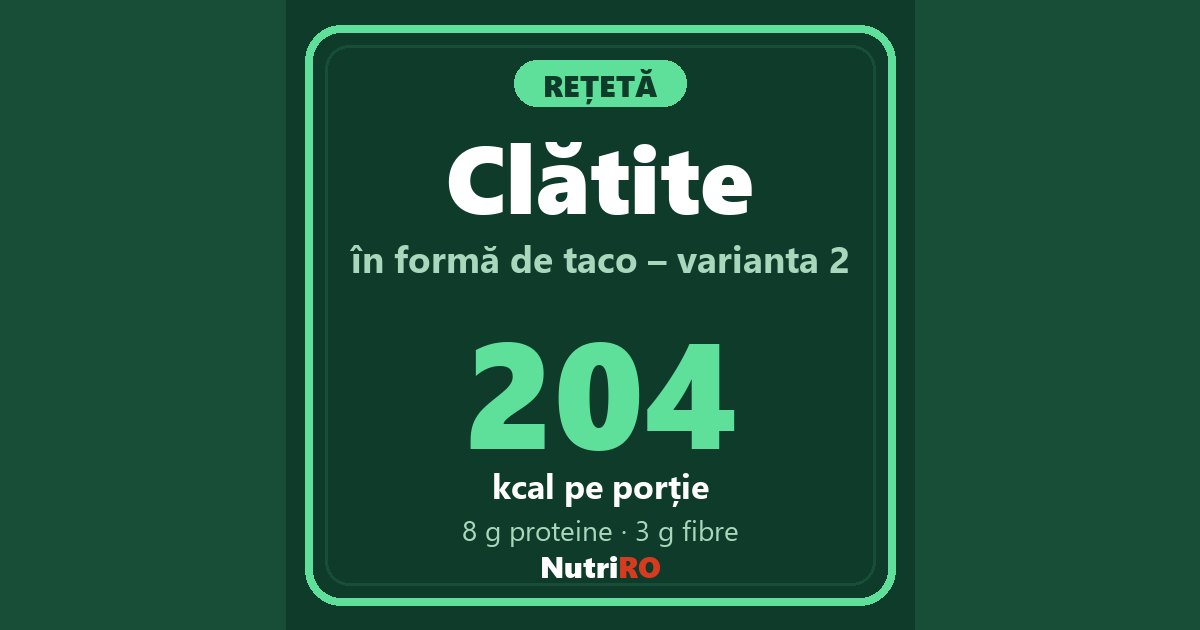 REȚETĂ
Clătite
în formă de taco – varianta 2
204
kcal pe porție
8 g proteine · 3 g fibre
NutriRO